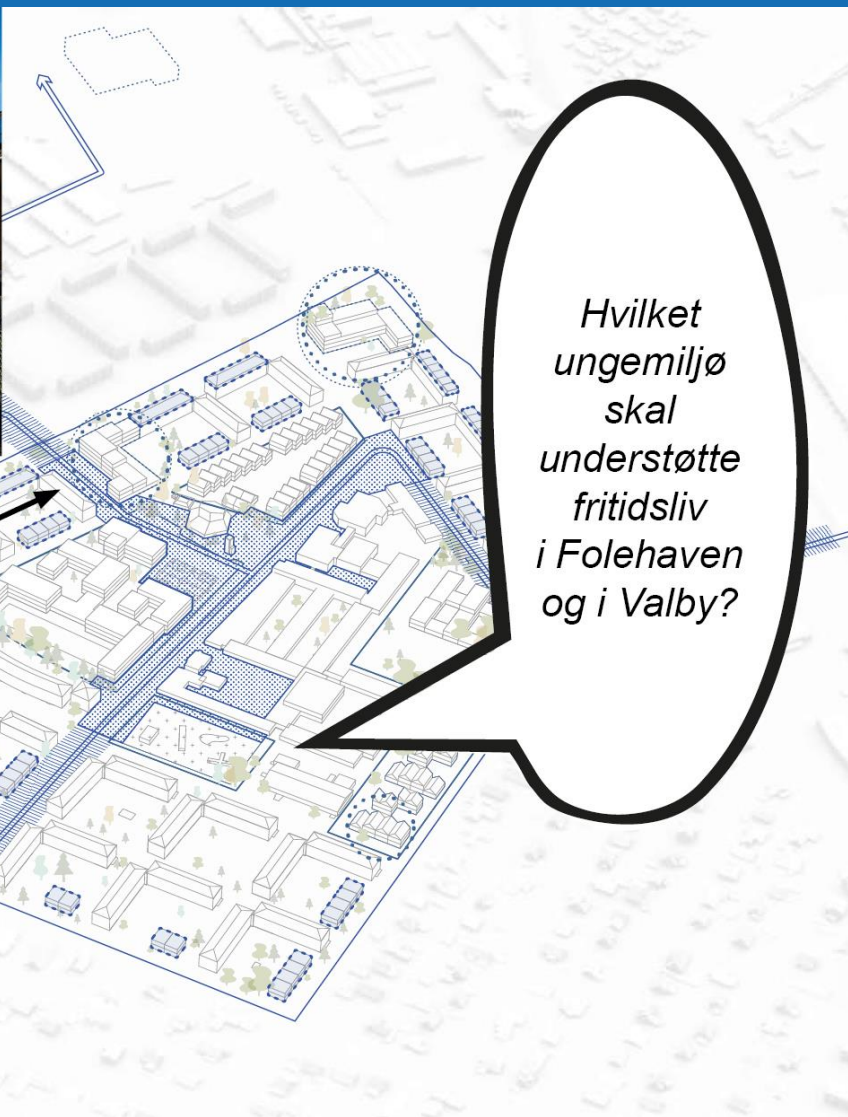 Hvilket
ungemiljø
skal
understøtte
fritidsliv
i Folehaven
og i Valby?